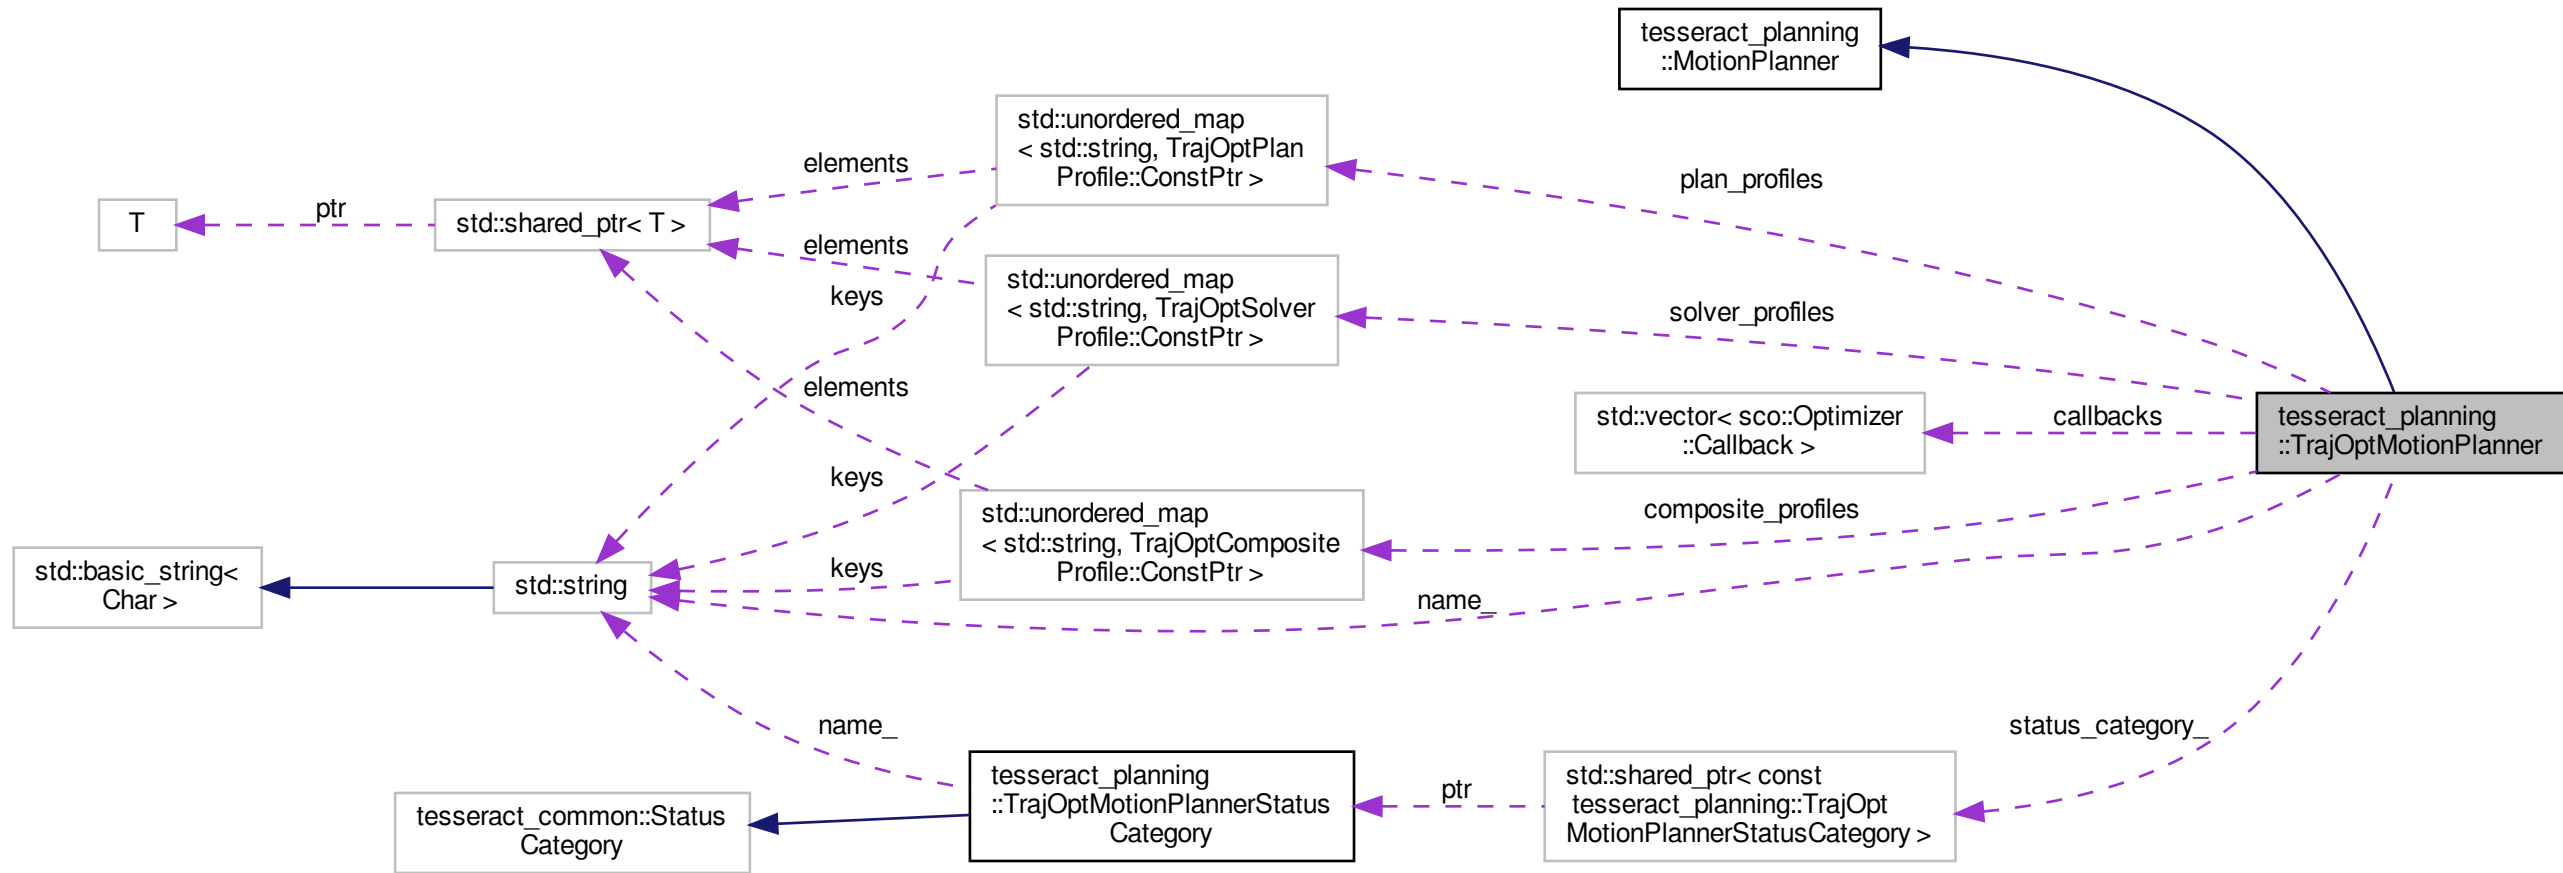 tesseract_planning
::MotionPlanner
std::unordered_map
< std::string, TrajOptPlan
Profile::ConstPtr >
elements
plan_profiles
T
ptr
std::shared_ptr< T >
elements
keys
std::unordered_map
< std::string, TrajOptSolver
Profile::ConstPtr >
solver_profiles
elements
std::vector< sco::Optimizer
::Callback >
callbacks
tesseract_planning
::TrajOptMotionPlanner
keys
std::unordered_map
< std::string, TrajOptComposite
Profile::ConstPtr >
composite_profiles
std::basic_string<
Char >
std::string
keys
name_
name_
status_category_
tesseract_common::Status
Category
tesseract_planning
::TrajOptMotionPlannerStatus
Category
ptr
std::shared_ptr< const
tesseract_planning::TrajOpt
MotionPlannerStatusCategory >